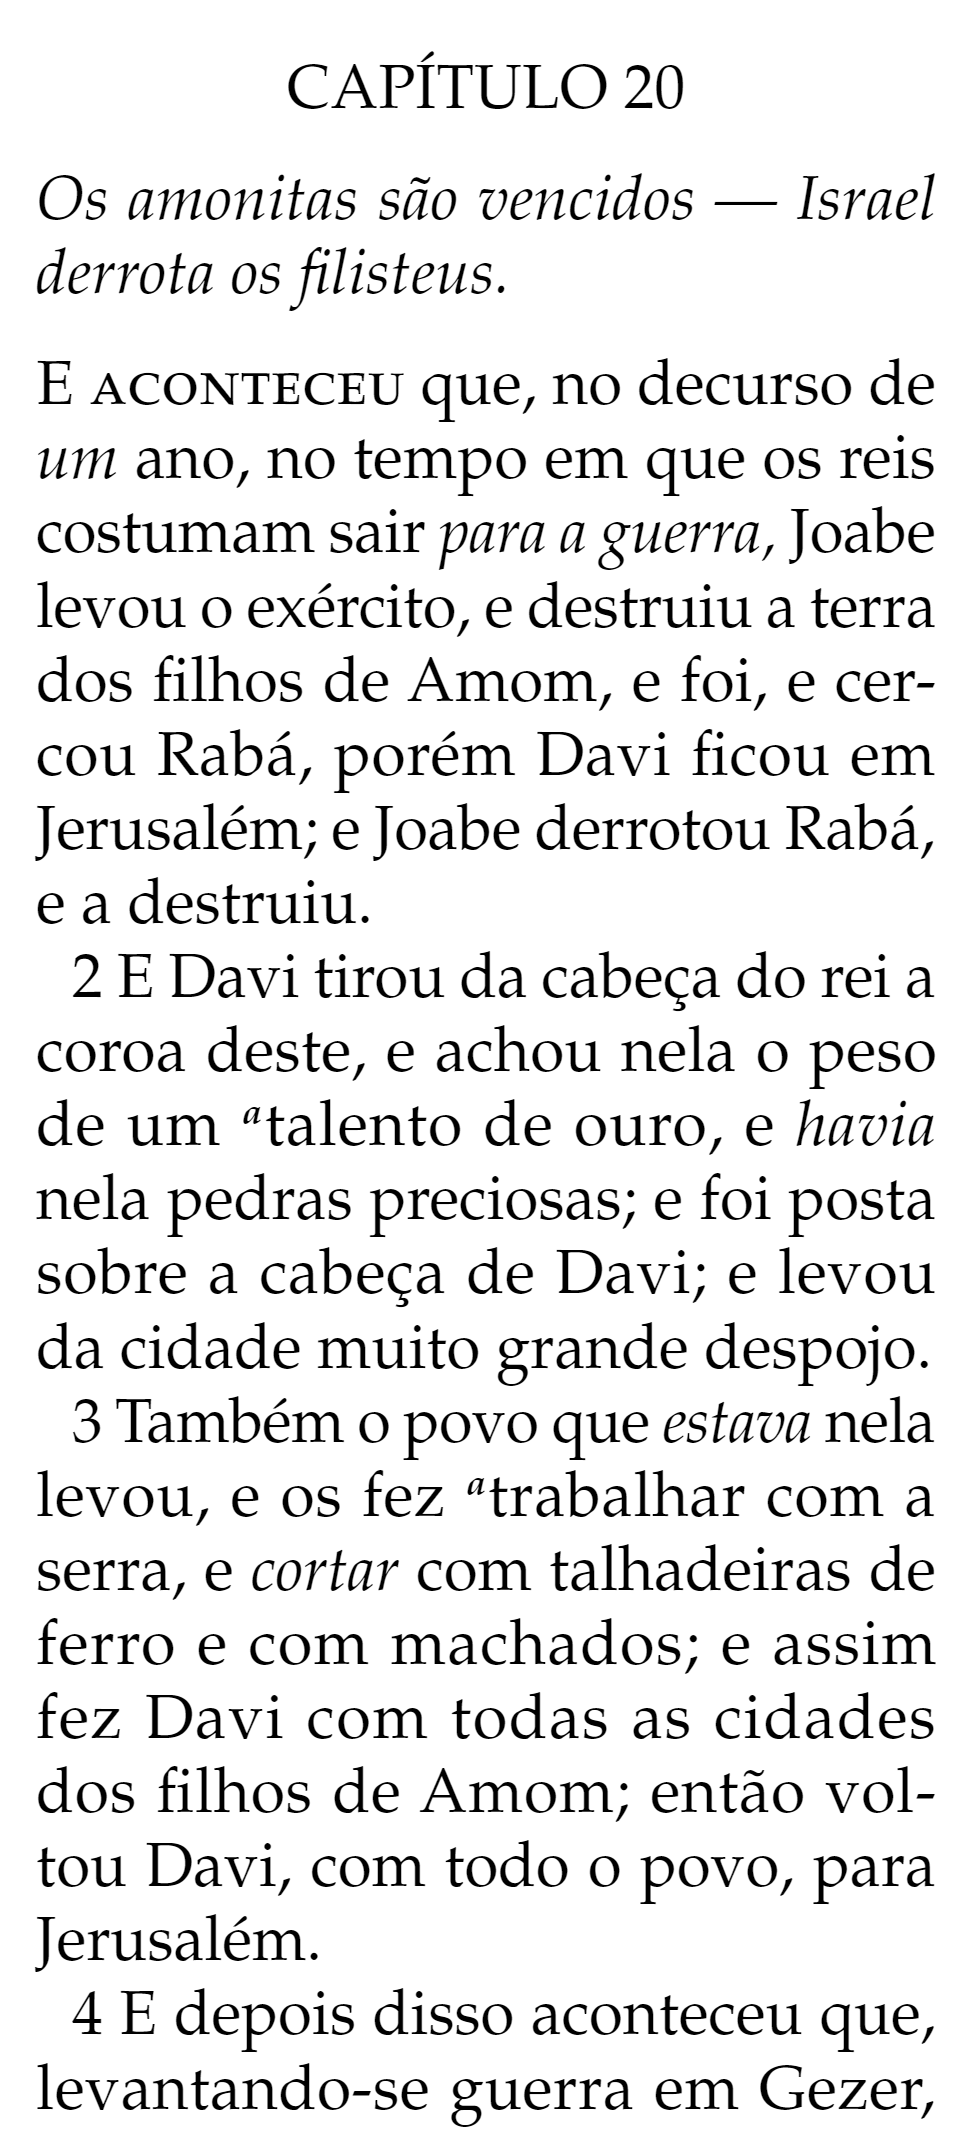 CAPÍTULO 20
Os amonitas são vencidos — Israel
derrota os filisteus.
E ACONTECEU que, no decurso de
um ano, no tempo em que os reis
costumam sair para a guerra, Joabe
levou o exército, e destruiu a terra
dos filhos de Amom, e foi, e cer-
cou Rabá, porém Davi ficou em
Jerusalém; e Joabe derrotou Rabá,
e a destruiu.
2 E Davi tirou da cabeça do rei a
coroa deste, e achou nela o peso
de um ᵃtalento de ouro, e havia
nela pedras preciosas; e foi posta
sobre a cabeça de Davi; e levou
da cidade muito grande despojo.
3 Também o povo que estava nela
levou, e os fez ᵃtrabalhar com a
serra, e cortar com talhadeiras de
ferro e com machados; e assim
fez Davi com todas as cidades
dos filhos de Amom; então vol-
tou Davi, com todo o povo, para
Jerusalém.
4 E depois disso aconteceu que,
levantando-se guerra em Gezer,